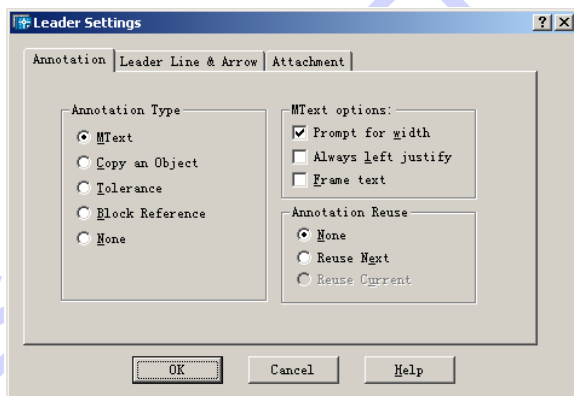 Leader Settings
Annotation
Leader Line & Arrow
Attachment
Annotation Type
MText
Copy an Object
Tolerance
Block Reference
None
MText options:
Prompt for width
Always left justify
Frame text
Annotation Reuse
None
Reuse Next
Reuse Current
OK
Cancel
Help